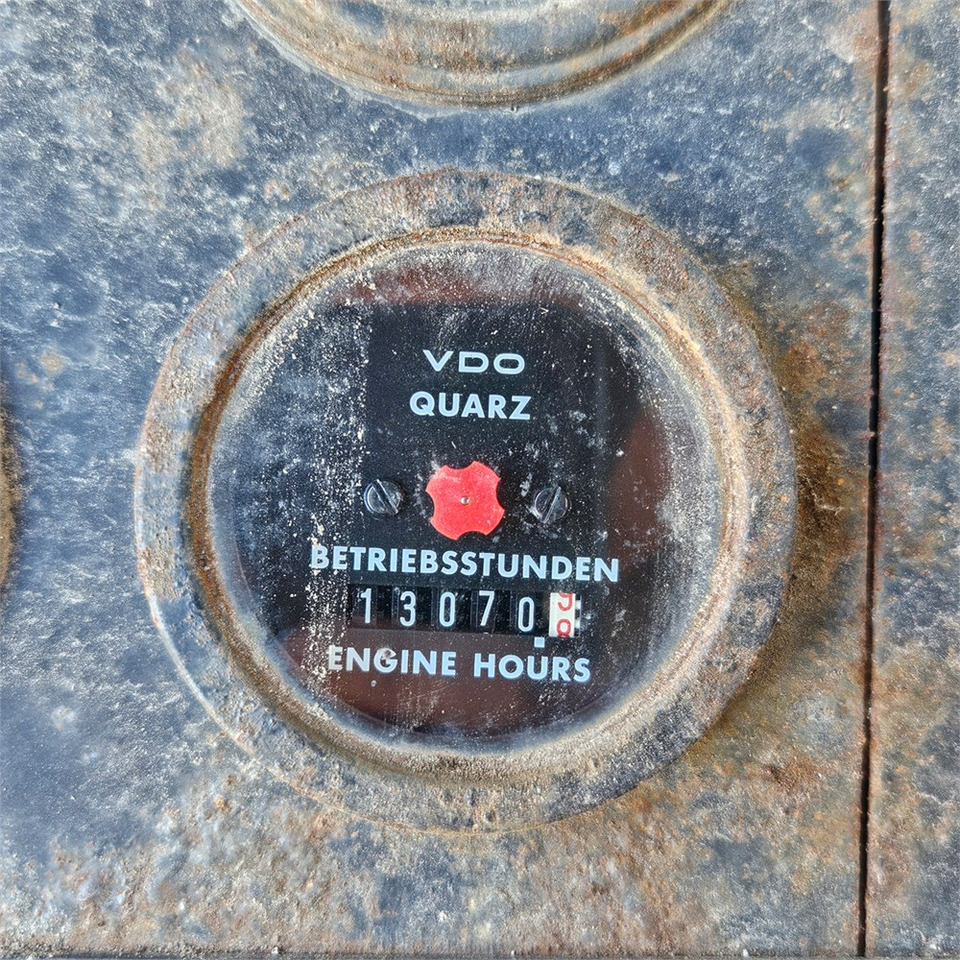 VDO
QUARZ
BETRIEBSSTUNDEN
13070
ENGINE HOURS